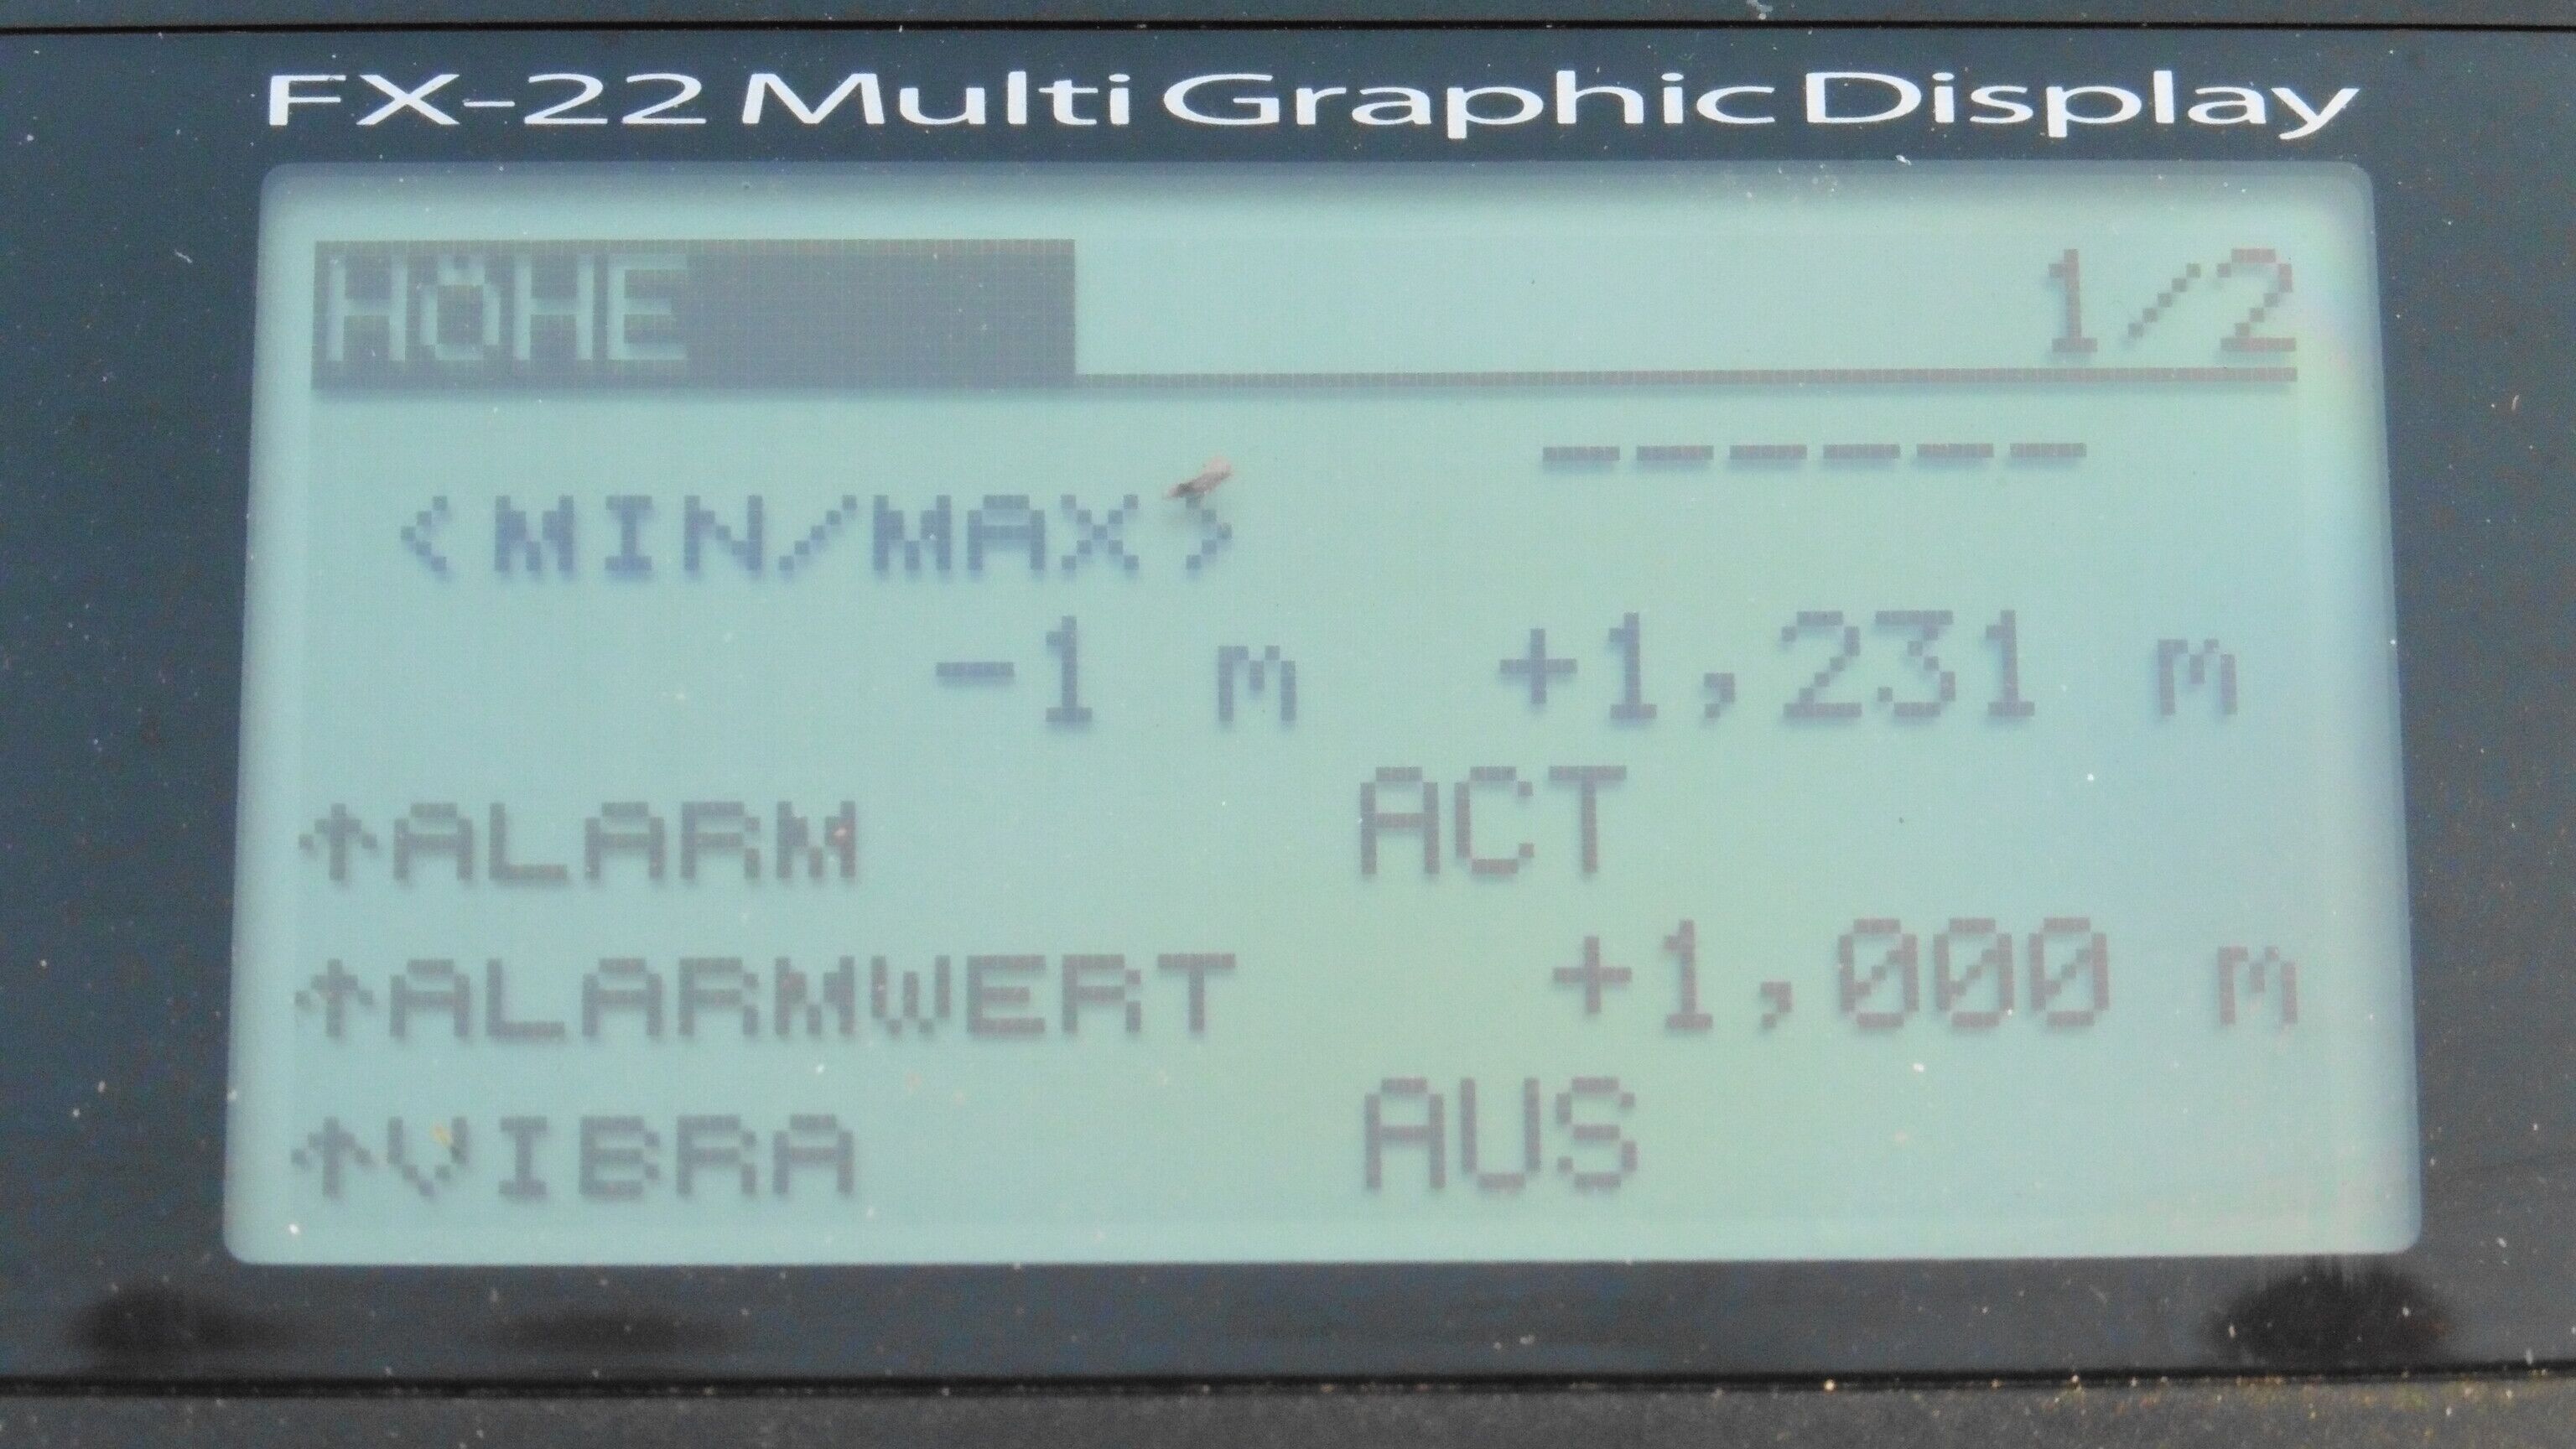 FX-22 Multi Graphic Display
HÖHE 1/2
------
<MIN/MAX>
-1 m +1,231 m
↑ALARM ACT
↑ALARMWERT +1,000 m
↑VIBRA AUS